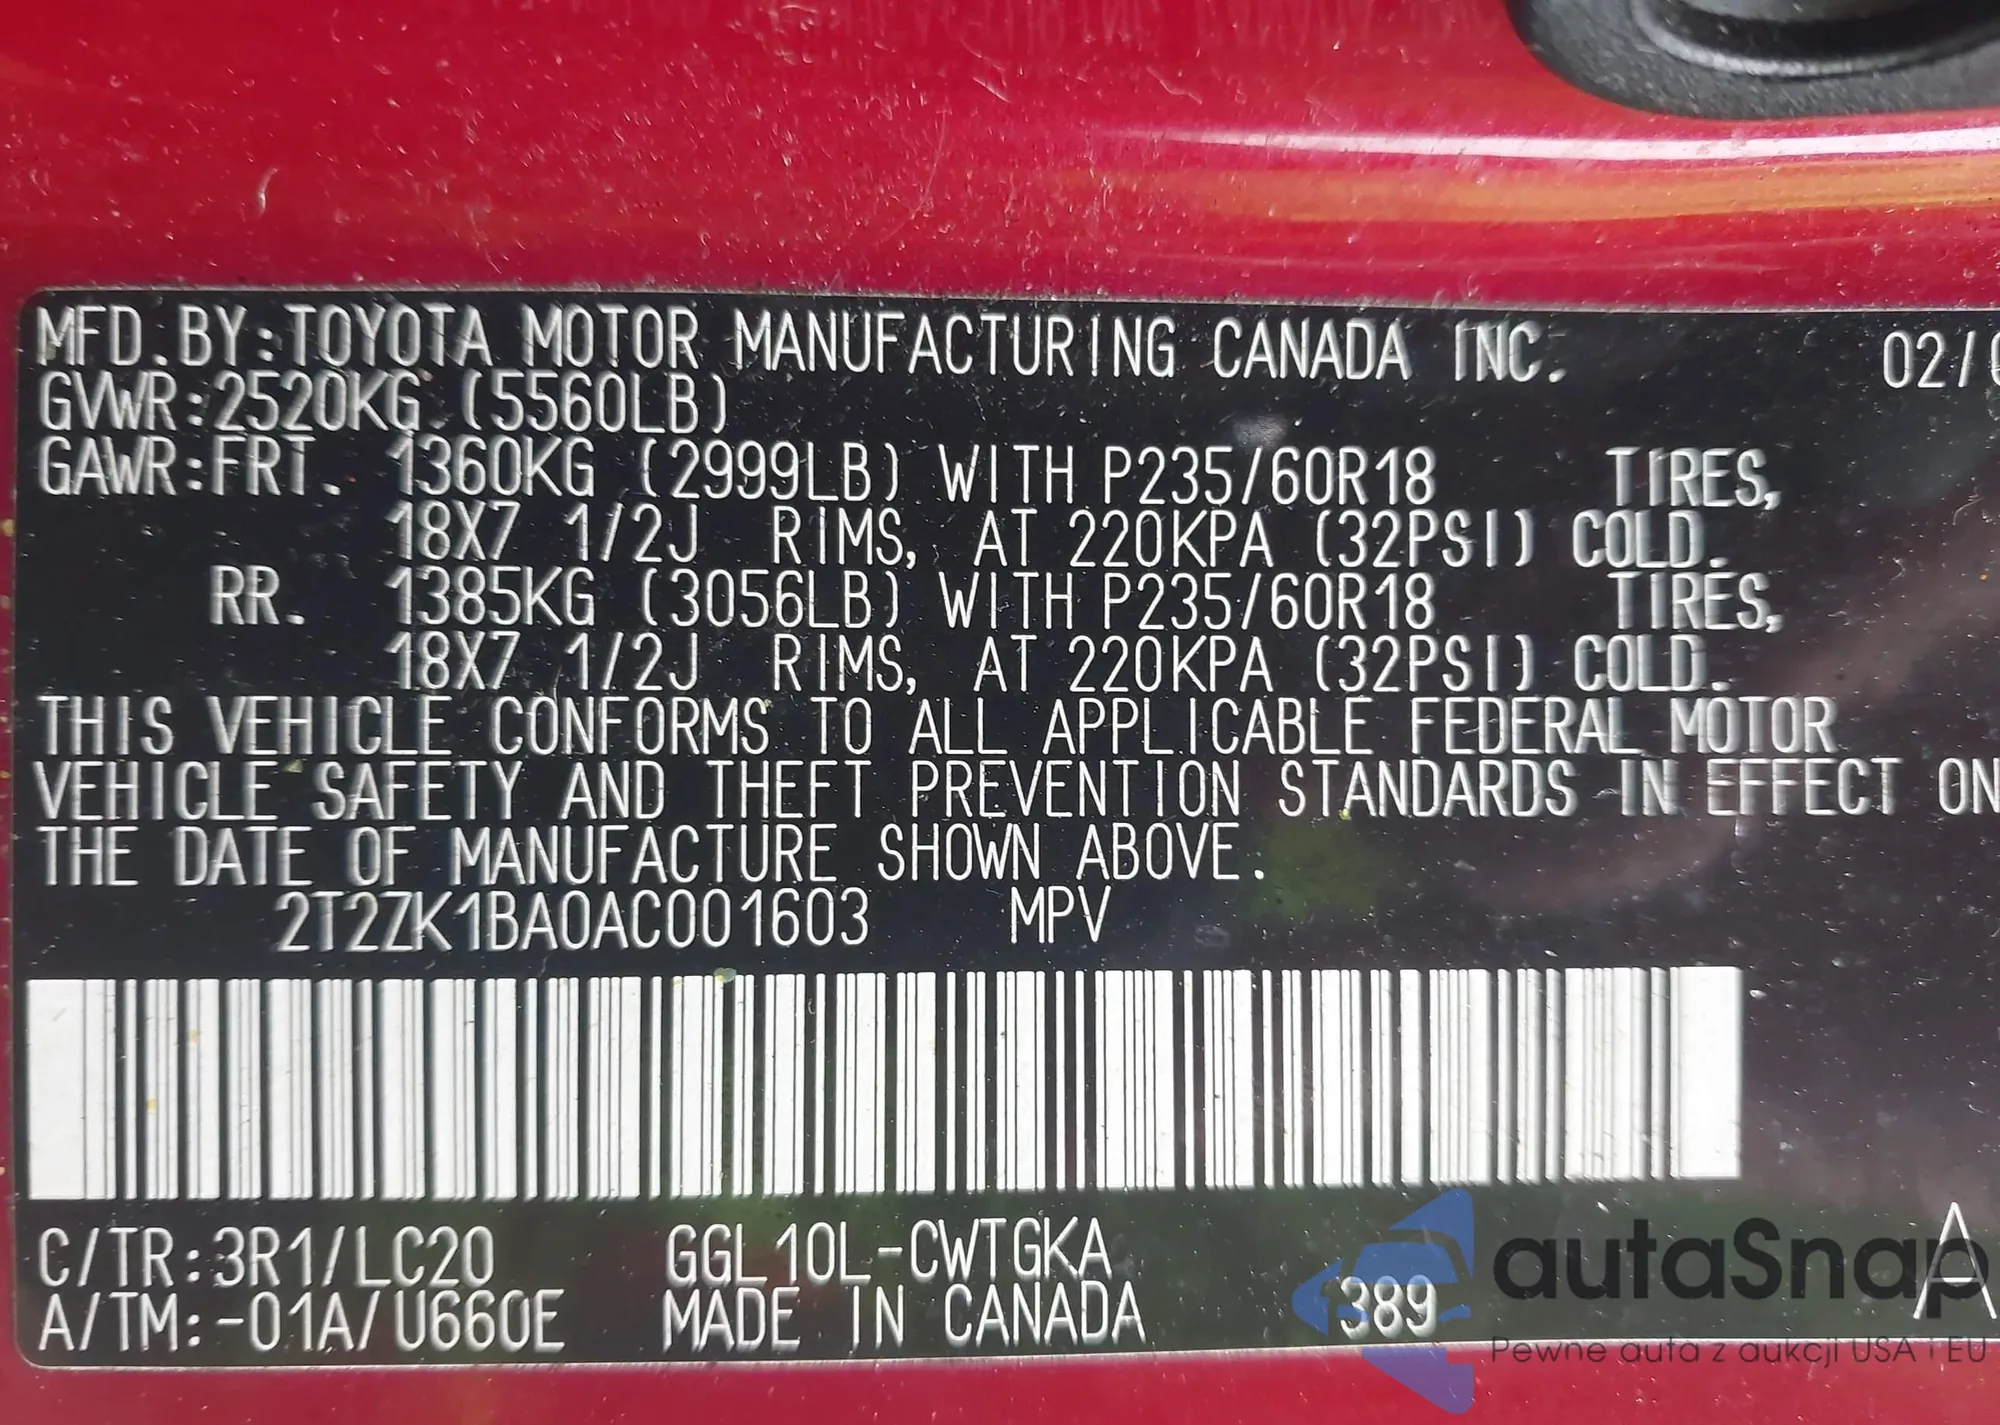 MFD.BY:TOYOTA MOTOR MANUFACTURING CANADA INC. 02/
GVWR:2520KG (5560LB)
GAWR:FRT. 1360KG (2999LB) WITH P235/60R18 TIRES,
18X7 1/2J RIMS, AT 220KPA (32PSI) COLD.
RR. 1385KG (3056LB) WITH P235/60R18 TIRES,
18X7 1/2J RIMS, AT 220KPA (32PSI) COLD.
THIS VEHICLE CONFORMS TO ALL APPLICABLE FEDERAL MOTOR
VEHICLE SAFETY AND THEFT PREVENTION STANDARDS IN EFFECT ON
THE DATE OF MANUFACTURE SHOWN ABOVE.
2T2ZK1BA0AC001603 MPV
C/TR:3R1/LC20 GGL10L-CWTGKA
A/TM:-01A/U660E MADE IN CANADA 389 A
autaSnap
Pewne auta z aukcji USA i EU